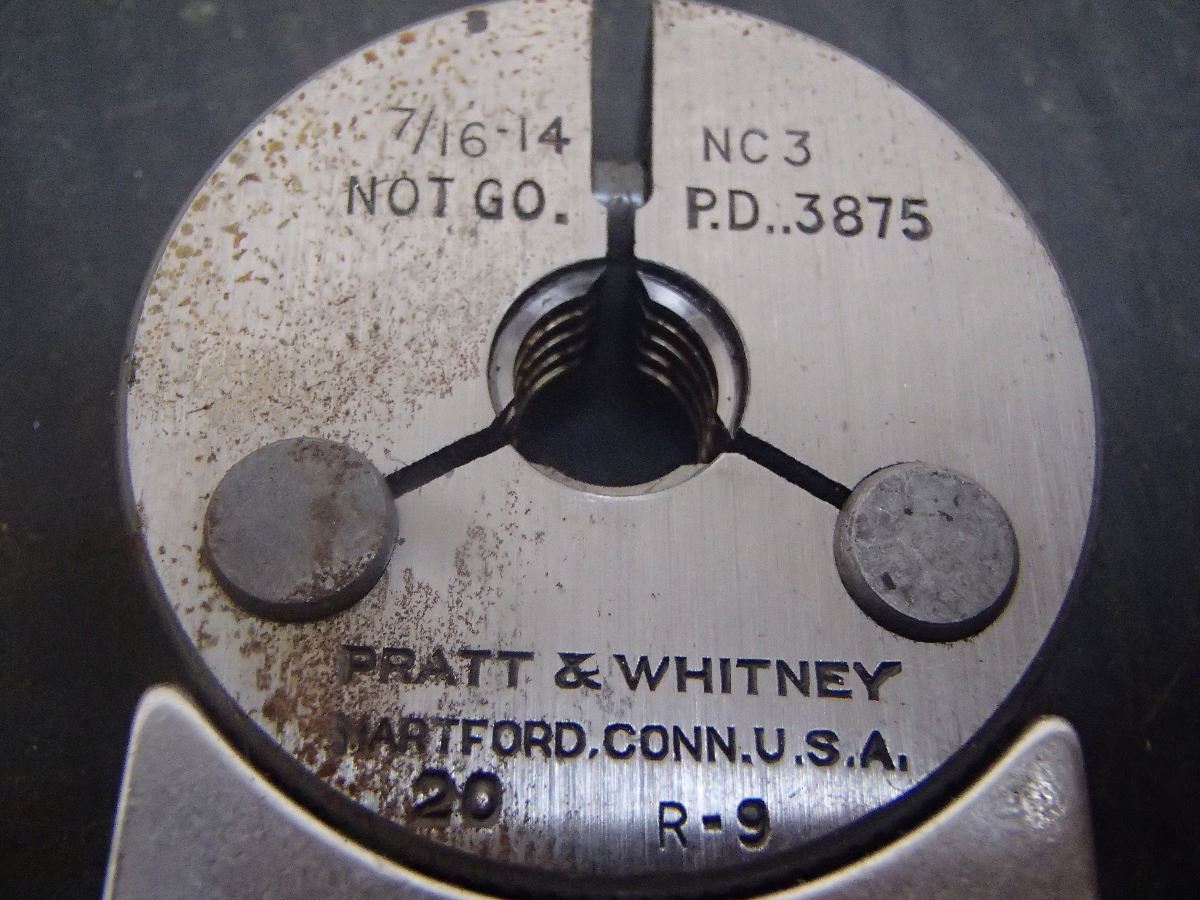 7/16-14 NC3
NOT GO. P.D..3875
PRATT & WHITNEY
HARTFORD, CONN. U.S.A.
20 R-9